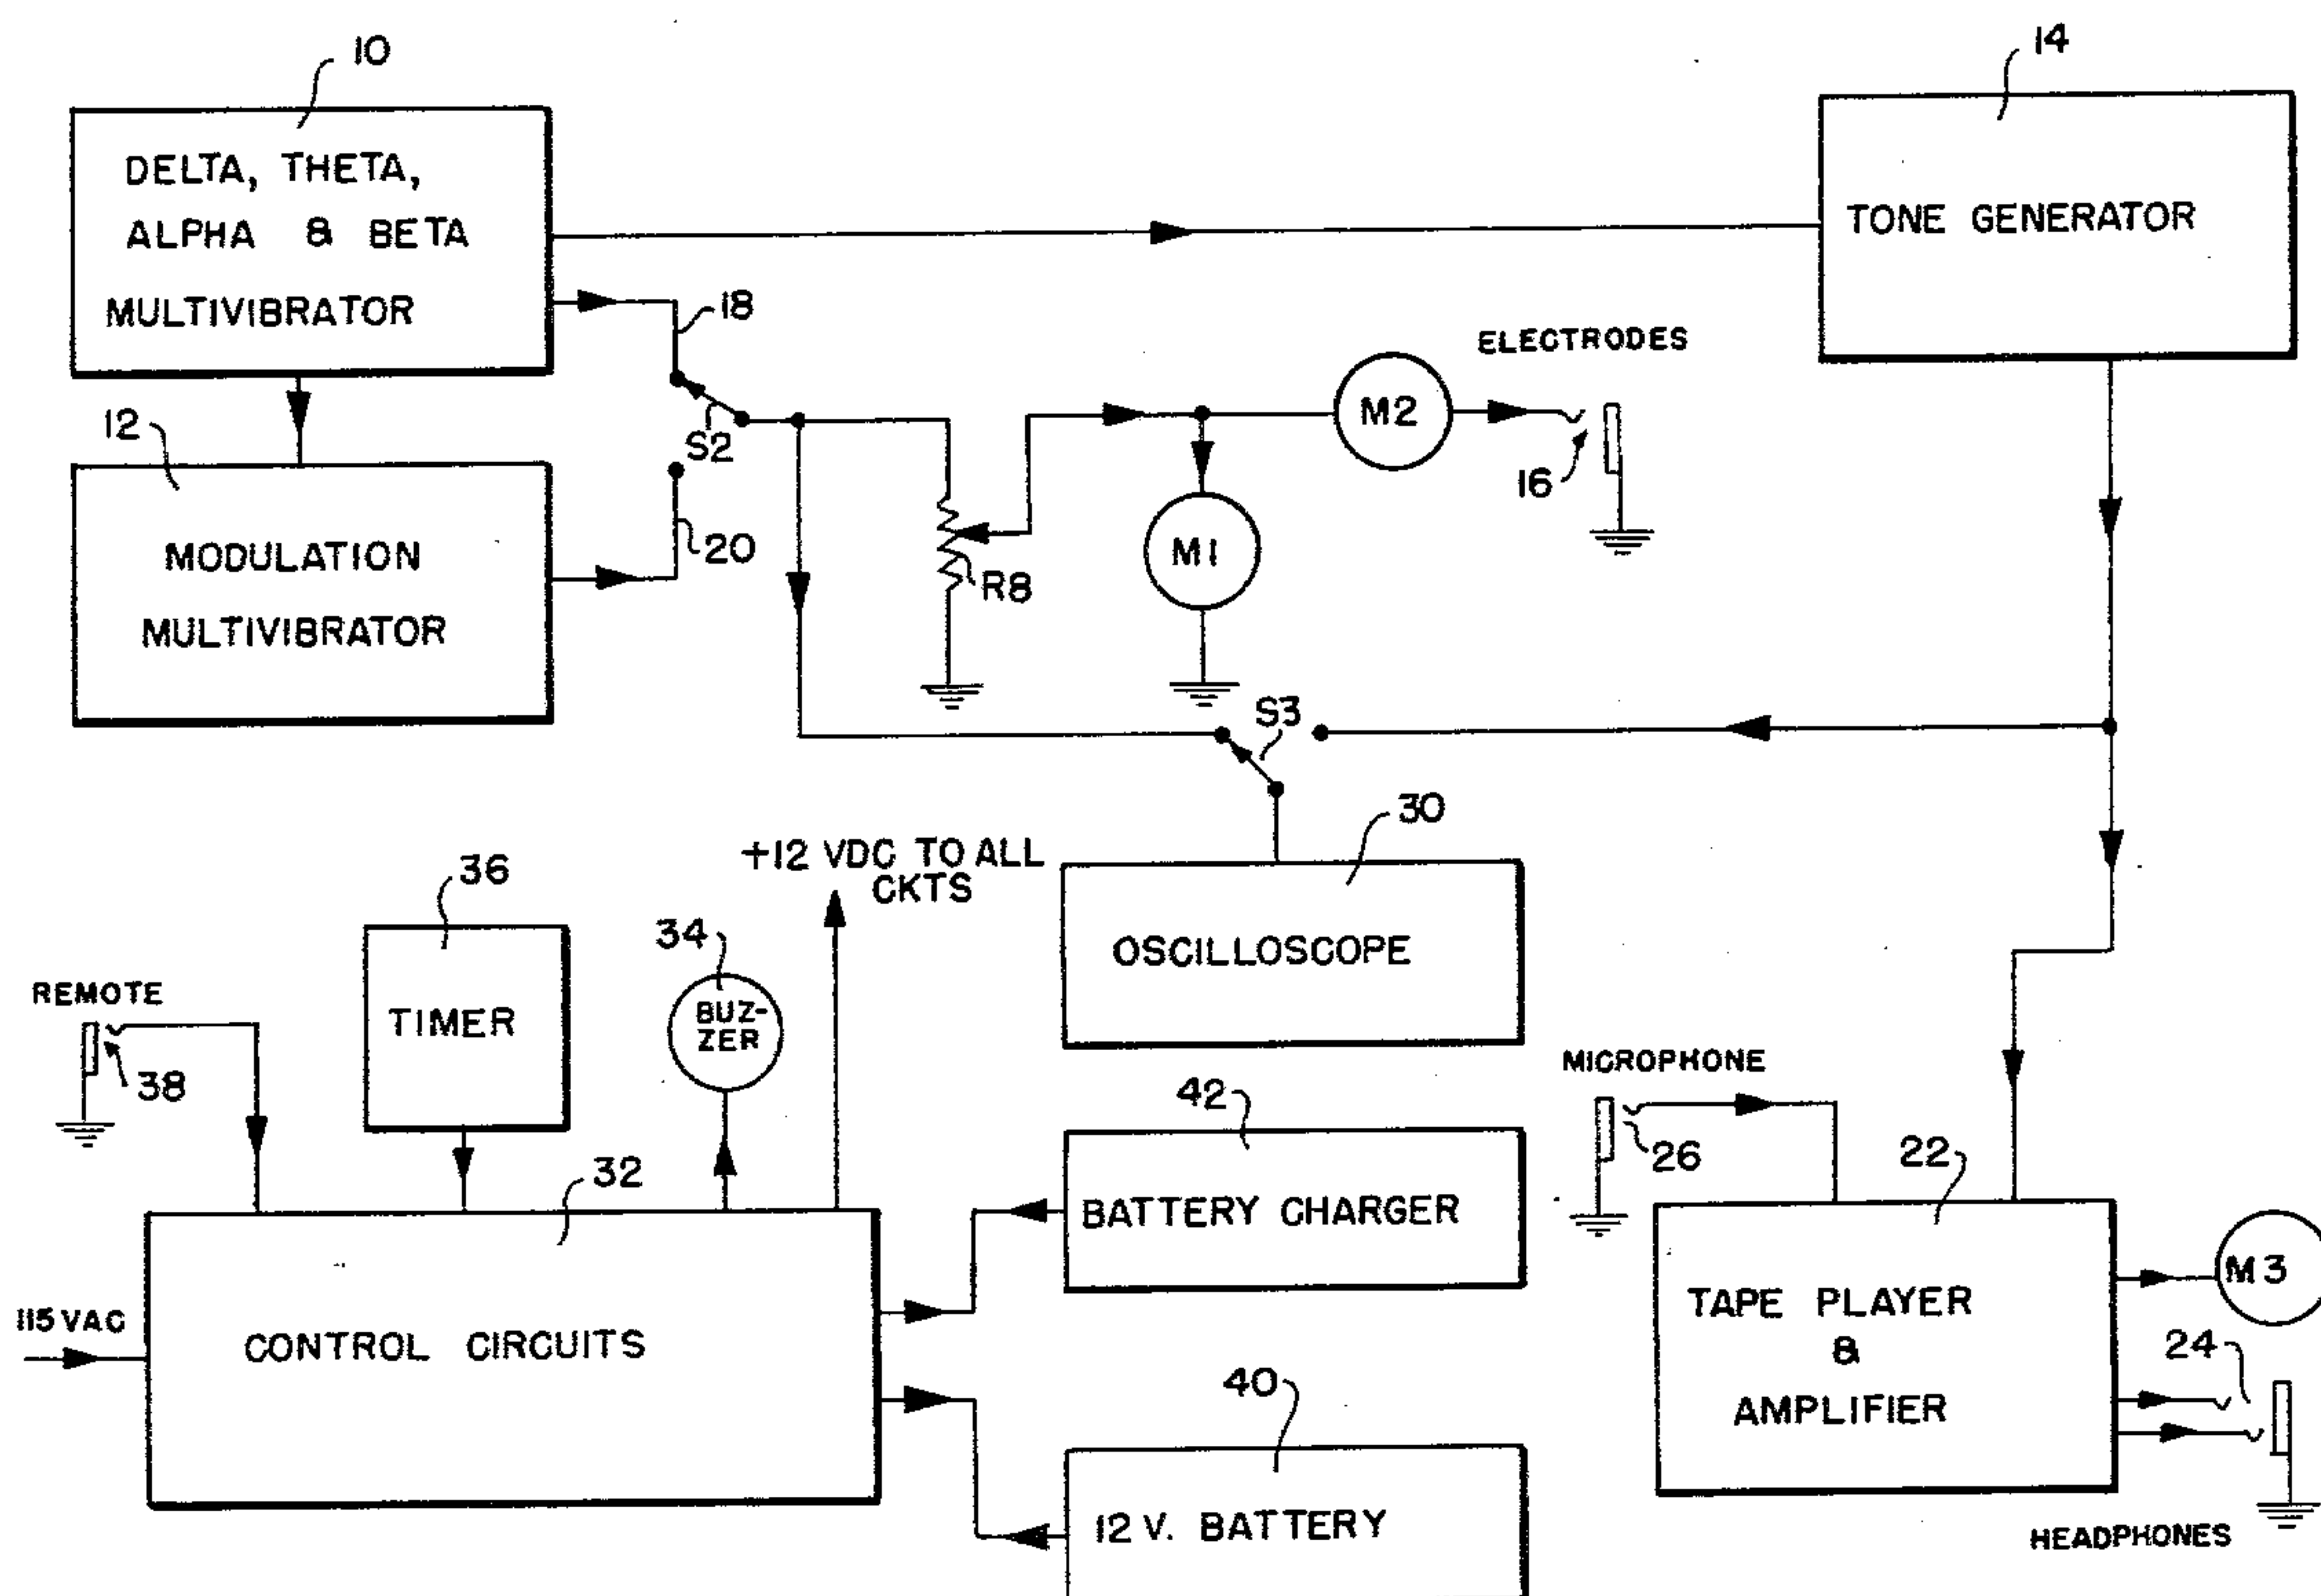 10
14
DELTA, THETA,
ALPHA & BETA
MULTIVIBRATOR
TONE GENERATOR
18
ELECTRODES
12
S2
M2
16
MODULATION
MULTIVIBRATOR
20
R8
M1
S3
30
+12 VDC TO ALL
CKTS
36
34
OSCILLOSCOPE
REMOTE
TIMER
BUZ-
ZER
38
MICROPHONE
42
26
22
32
BATTERY CHARGER
M3
115 VAC
CONTROL CIRCUITS
TAPE PLAYER
&
AMPLIFIER
24
40
12 V. BATTERY
HEADPHONES